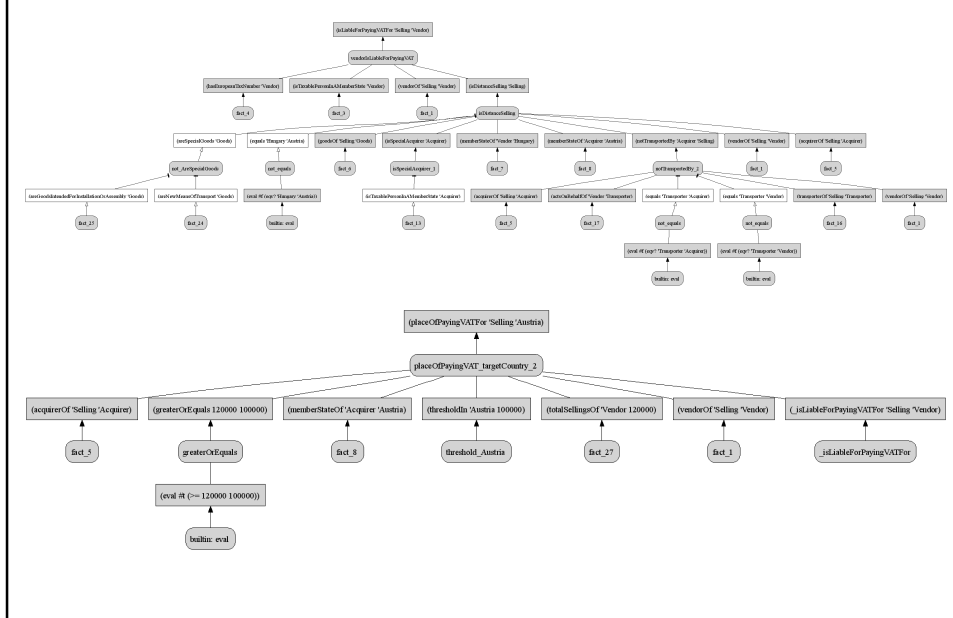 (isLiableForPayingVATFor 'Selling 'Vendor)
vendorIsLiableForPayingVAT
(hasEuropeanTaxNumber 'Vendor) (isTaxablePersonInAMemberState 'Vendor) (vendorOf 'Selling 'Vendor) (isDistanceSelling 'Selling)
fact_4 fact_3 fact_1 isDistanceSelling
(areSpecialGoods 'Goods) (equals 'Hungary 'Austria) (goodsOf 'Selling 'Goods) (isSpecialAcquirer 'Acquirer) (memberStateOf 'Vendor 'Hungary) (memberStateOf 'Acquirer 'Austria) (notTransportedBy 'Acquirer 'Selling) (vendorOf 'Selling 'Vendor) (acquirerOf 'Selling 'Acquirer)
not_AreSpecialGoods not_equals fact_6 isSpecialAcquirer_1 fact_7 fact_8 notTransportedBy_2 fact_1 fact_5
(areGoodsIntendedForInstallationOrAssembly 'Goods) (areNewMeansOfTransport 'Goods) (eval #f (eqv? 'Hungary 'Austria)) (isTaxablePersonInAMemberState 'Acquirer) (acquirerOf 'Selling 'Acquirer) (actsOnBehalfOf 'Vendor 'Transporter) (equals 'Transporter 'Acquirer) (equals 'Transporter 'Vendor) (transporterOf 'Selling 'Transporter) (vendorOf 'Selling 'Vendor)
fact_25 fact_24 builtin: eval fact_13 fact_5 fact_17 not_equals not_equals fact_16 fact_1
(eval #f (eqv? 'Transporter 'Acquirer)) (eval #f (eqv? 'Transporter 'Vendor))
builtin: eval builtin: eval
(placeOfPayingVATFor 'Selling 'Austria)
placeOfPayingVAT_targetCountry_2
(acquirerOf 'Selling 'Acquirer) (greaterOrEquals 120000 100000) (memberStateOf 'Acquirer 'Austria) (thresholdIn 'Austria 100000) (totalSellingsOf 'Vendor 120000) (vendorOf 'Selling 'Vendor) (_isLiableForPayingVATFor 'Selling 'Vendor)
fact_5 greaterOrEquals fact_8 threshold_Austria fact_27 fact_1 _isLiableForPayingVATFor
(eval #t (>= 120000 100000))
builtin: eval